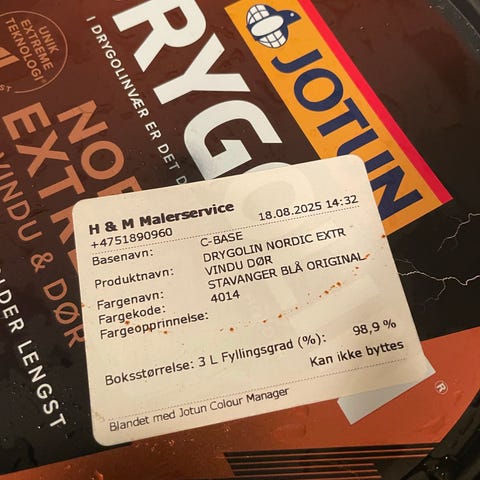 UNIK
EXTREME
TEKNOLOGI
JOTUN
I DRYGOLINVÆR ER DET D
RYG
NOR
EXTR
VINDU & DØR
OLDER LENGST
H & M Malerservice
+4751890960 18.08.2025 14:32
Basenavn: C-BASE
Produktnavn: DRYGOLIN NORDIC EXTR
VINDU DØR
Fargenavn: STAVANGER BLÅ ORIGINAL
Fargekode: 4014
Fargeopprinnelse:
Boksstørrelse: 3 L Fyllingsgrad (%): 98,9 %
Kan ikke byttes
Blandet med Jotun Colour Manager
®